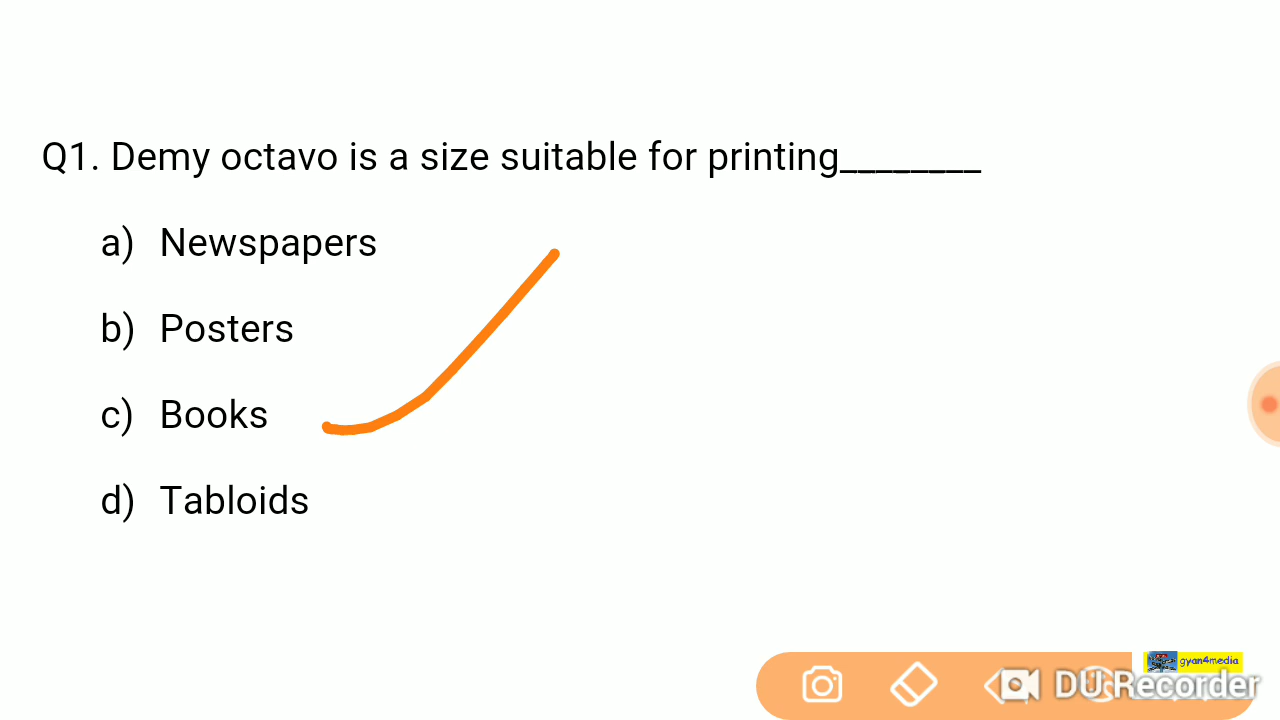 Q1. Demy octavo is a size suitable for printing________
a) Newspapers
b) Posters
c) Books
d) Tabloids
gyan4media
DU Recorder